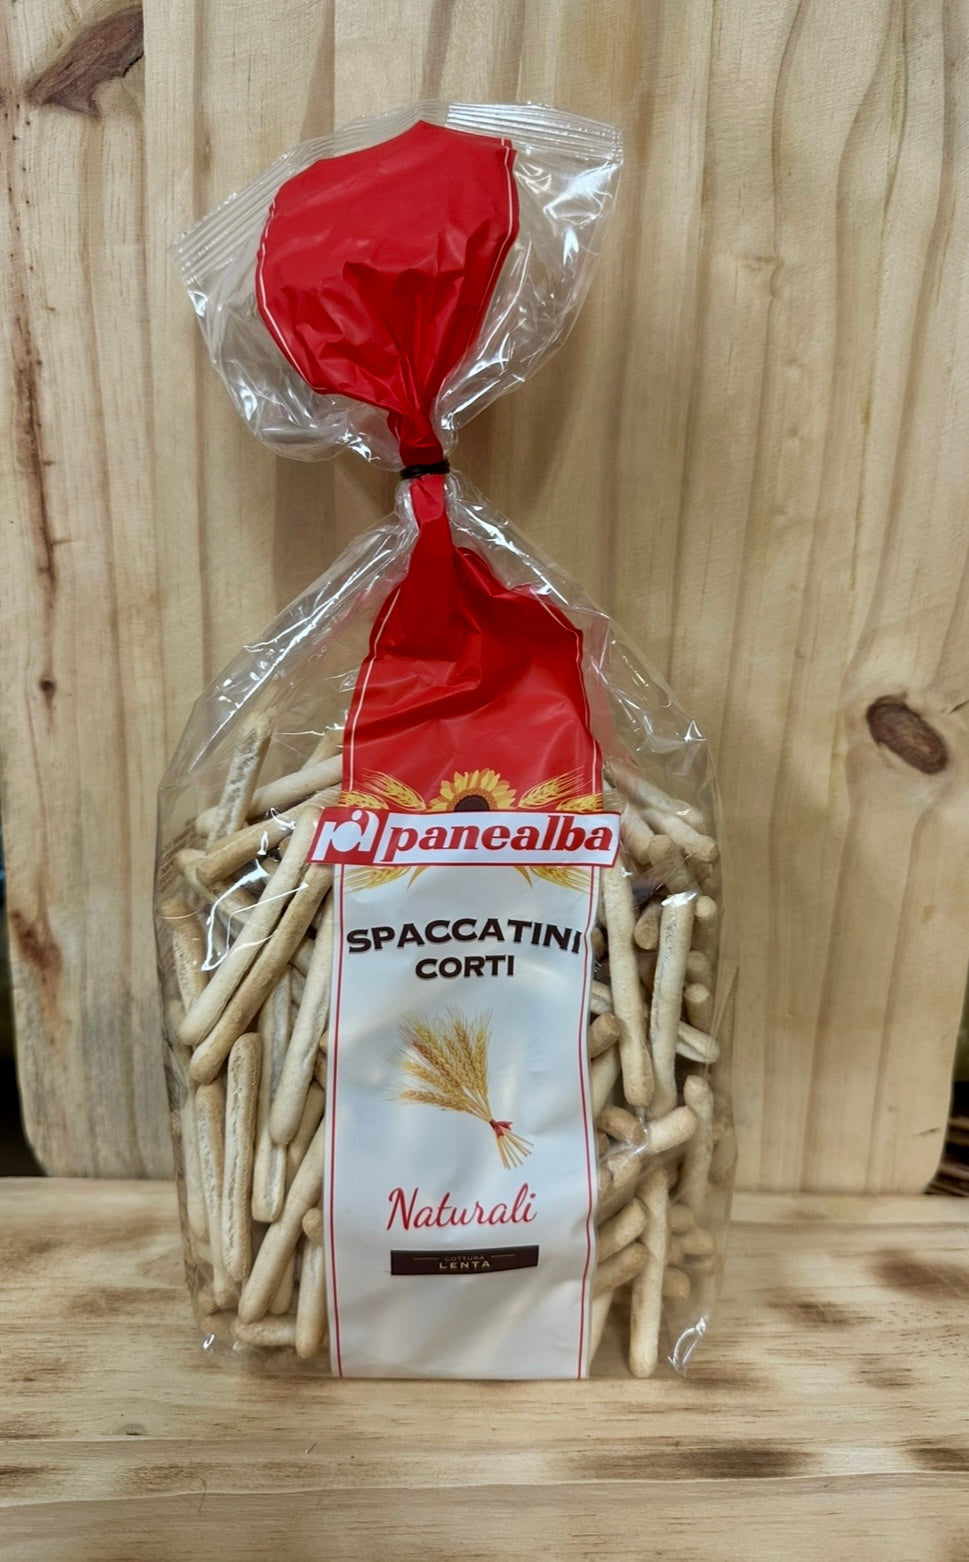 panealba
SPACCATINI
CORTI
Naturali
COTTURA
LENTA